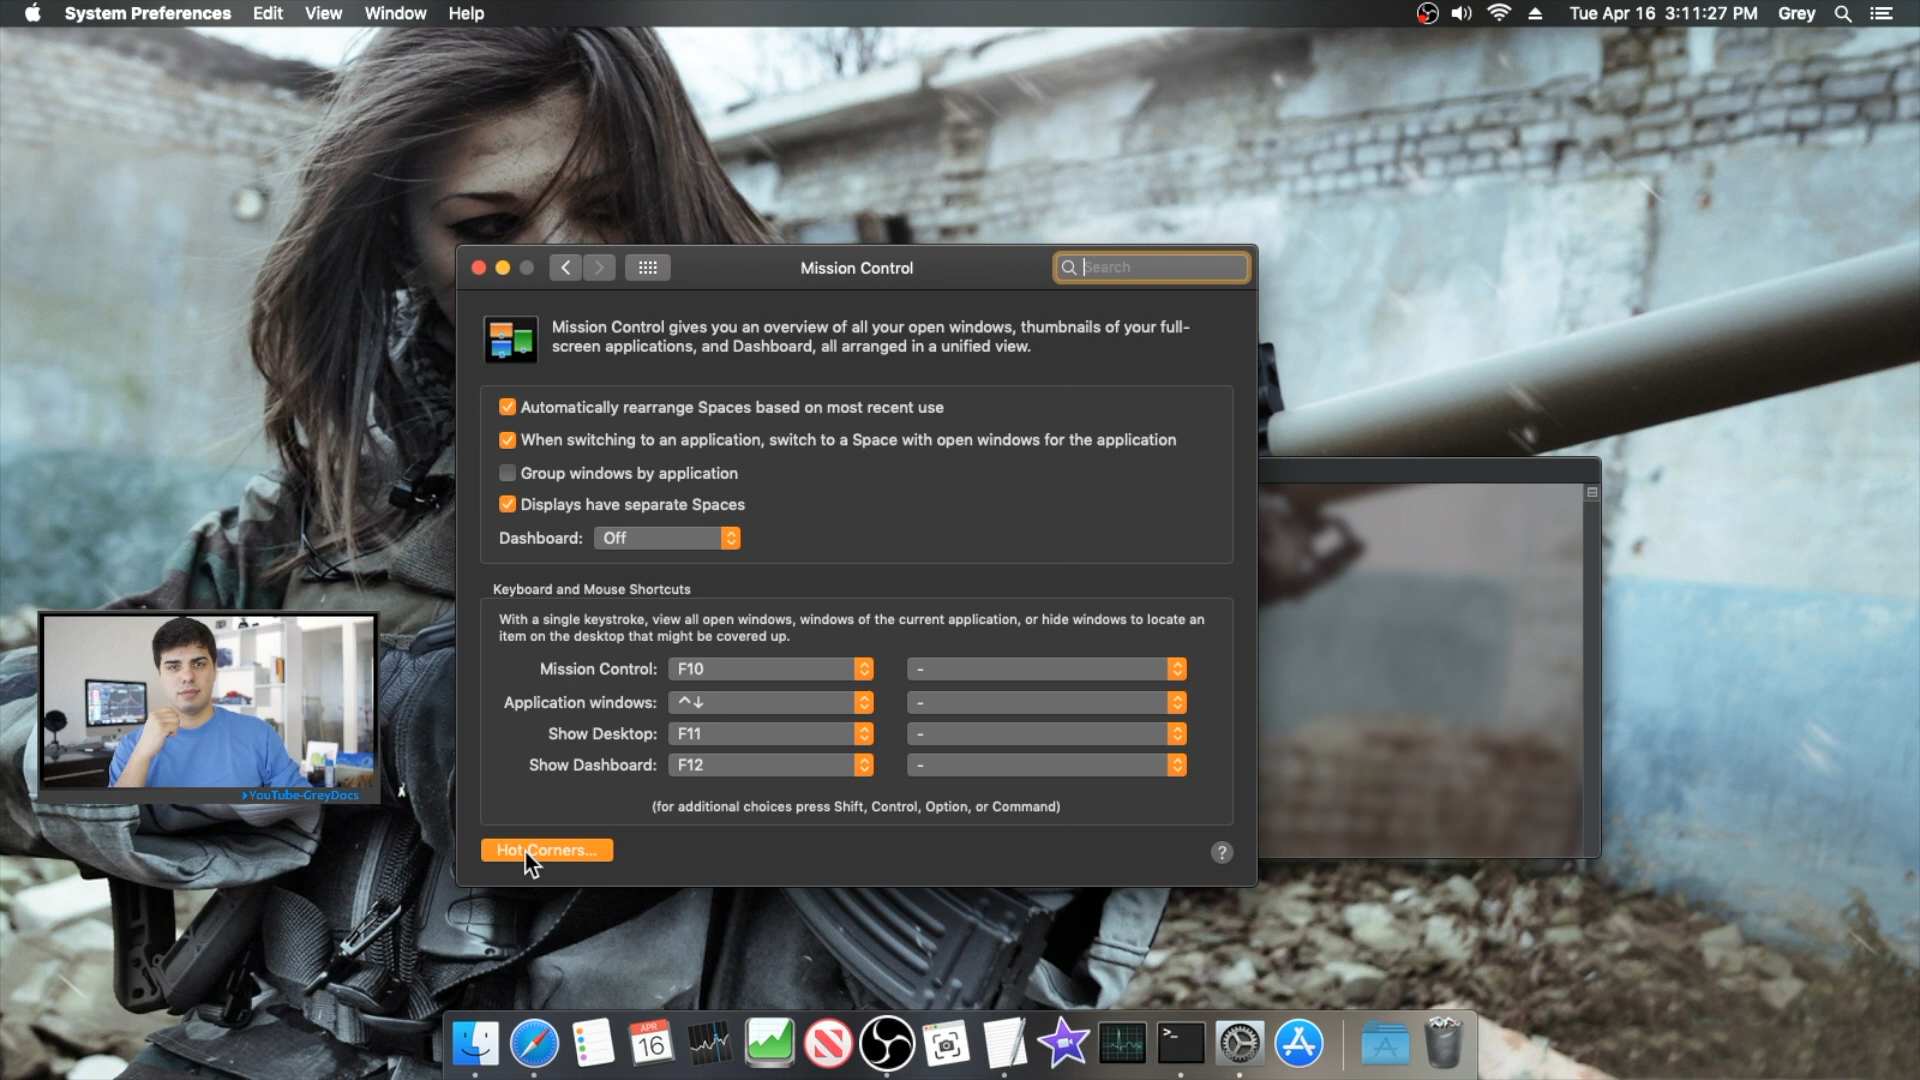 System Preferences Edit View Window Help
Tue Apr 16 3:11:27 PM Grey
Mission Control
Search
Mission Control gives you an overview of all your open windows, thumbnails of your full-
screen applications, and Dashboard, all arranged in a unified view.
Automatically rearrange Spaces based on most recent use
When switching to an application, switch to a Space with open windows for the application
Group windows by application
Displays have separate Spaces
Dashboard: Off
Keyboard and Mouse Shortcuts
With a single keystroke, view all open windows, windows of the current application, or hide windows to locate an
item on the desktop that might be covered up.
Mission Control: F10 -
Application windows: ^↓ -
Show Desktop: F11 -
Show Dashboard: F12 -
(for additional choices press Shift, Control, Option, or Command)
Hot Corners...
?
YouTube-GreyDocs
APR
16
>_